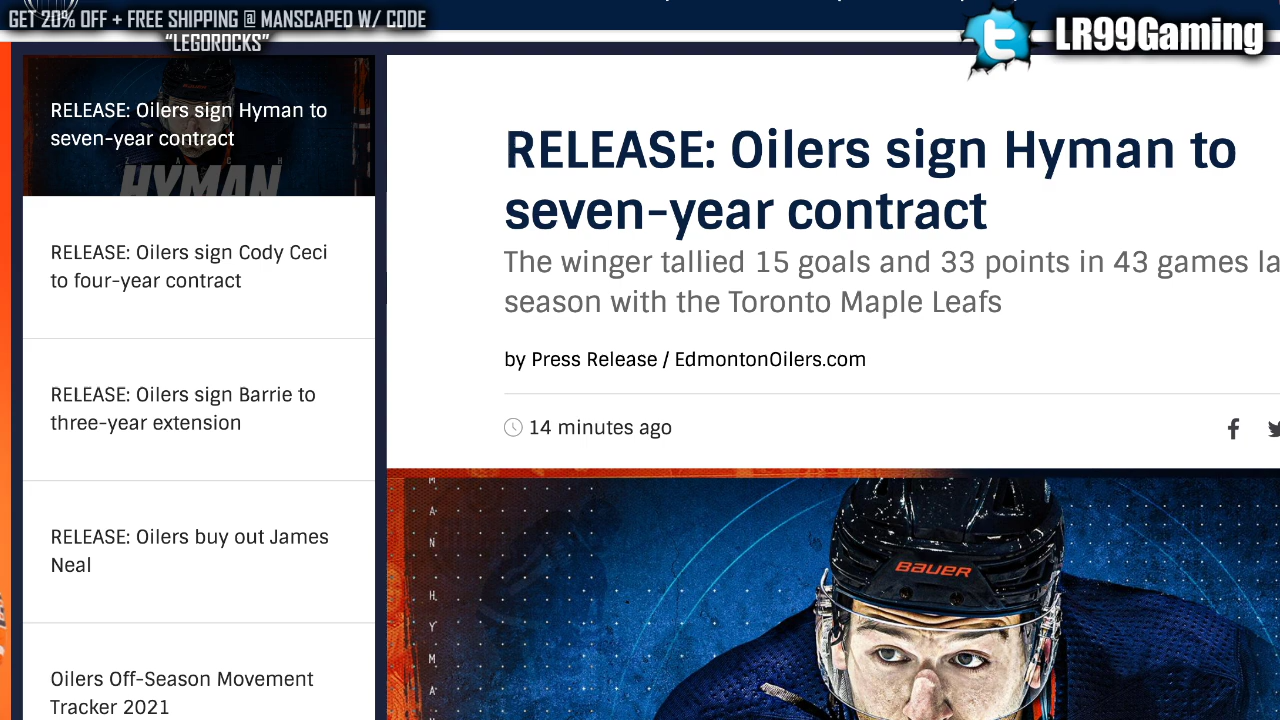 GET 20% OFF + FREE SHIPPING @ MANSCAPED W/ CODE
“LEGOROCKS”
LR99Gaming
RELEASE: Oilers sign Hyman to
seven-year contract
HYMAN
RELEASE: Oilers sign Cody Ceci
to four-year contract
RELEASE: Oilers sign Barrie to
three-year extension
RELEASE: Oilers buy out James
Neal
Oilers Off-Season Movement
Tracker 2021
RELEASE: Oilers sign Hyman to
seven-year contract
The winger tallied 15 goals and 33 points in 43 games la
season with the Toronto Maple Leafs
by Press Release / EdmontonOilers.com
14 minutes ago
M
A
N
H
Y
M
A
BAUER